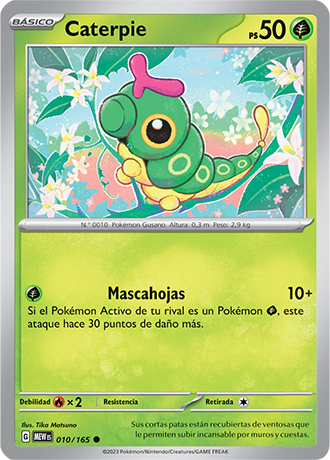 BÁSICO Caterpie PS 50
N.º 0010 Pokémon Gusano Altura: 0,3 m Peso: 2,9 kg
Mascahojas 10+
Si el Pokémon Activo de tu rival es un Pokémon , este
ataque hace 30 puntos de daño más.
Debilidad ×2 Resistencia Retirada
Ilus. Tika Matsuno
G MEW ES 010/165
Sus cortas patas están recubiertas de ventosas que
le permiten subir incansable por muros y cuestas.
©2023 Pokémon/Nintendo/Creatures/GAME FREAK